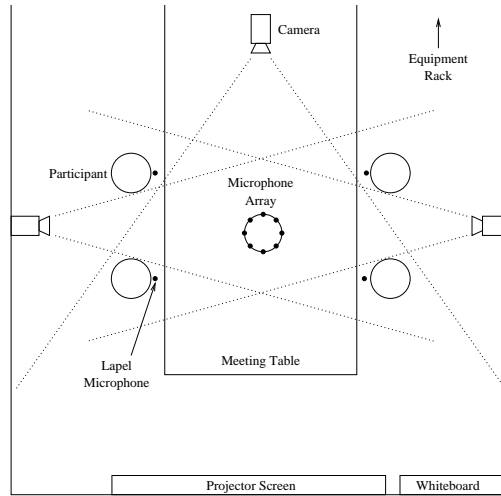 Camera
Equipment
Rack
Participant
Microphone
Array
Lapel
Microphone
Meeting Table
Projector Screen
Whiteboard